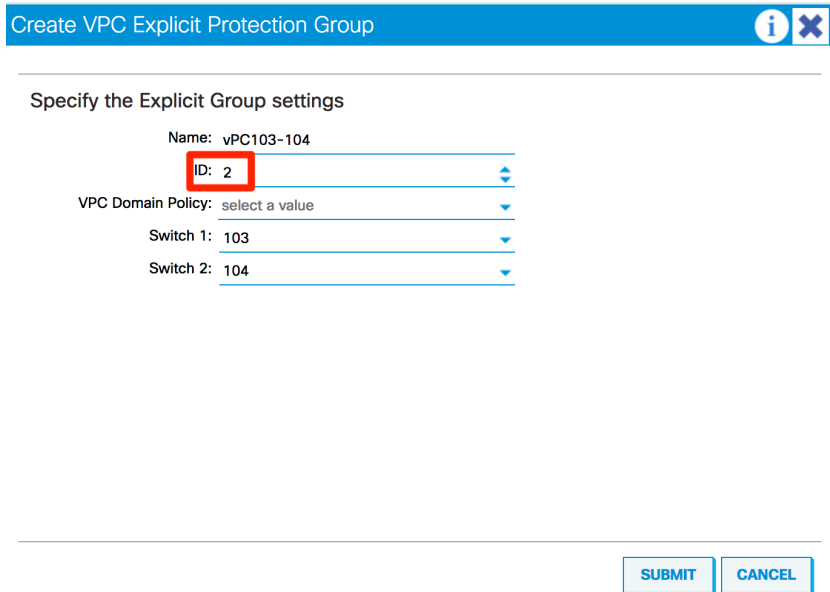 Create VPC Explicit Protection Group
i
Specify the Explicit Group settings
Name: vPC103-104
ID: 2
VPC Domain Policy: select a value
Switch 1: 103
Switch 2: 104
SUBMIT CANCEL